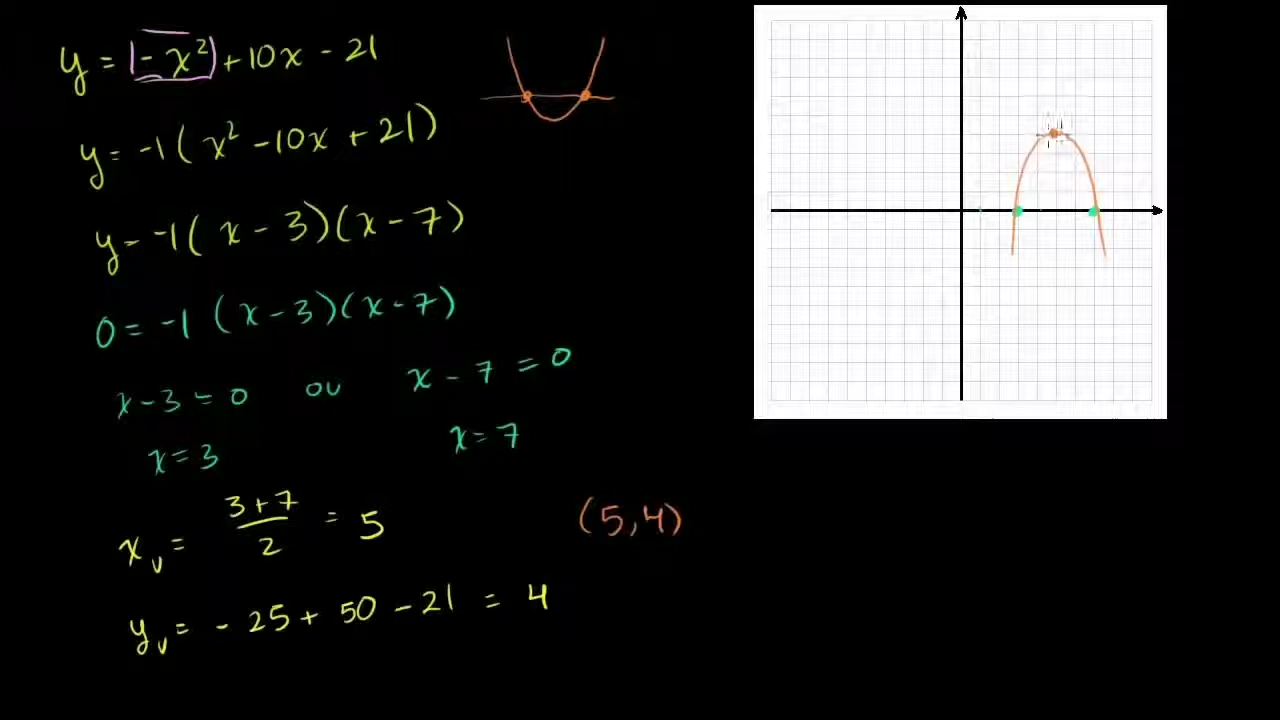 y = -x² + 10x - 21
y = -1(x² - 10x + 21)
y = -1(x - 3)(x - 7)
0 = -1 (x - 3)(x - 7)
x - 3 = 0 ou x - 7 = 0
x = 3 x = 7
xᵥ = (3+7)/2 = 5 (5,4)
yᵥ = -25 + 50 - 21 = 4